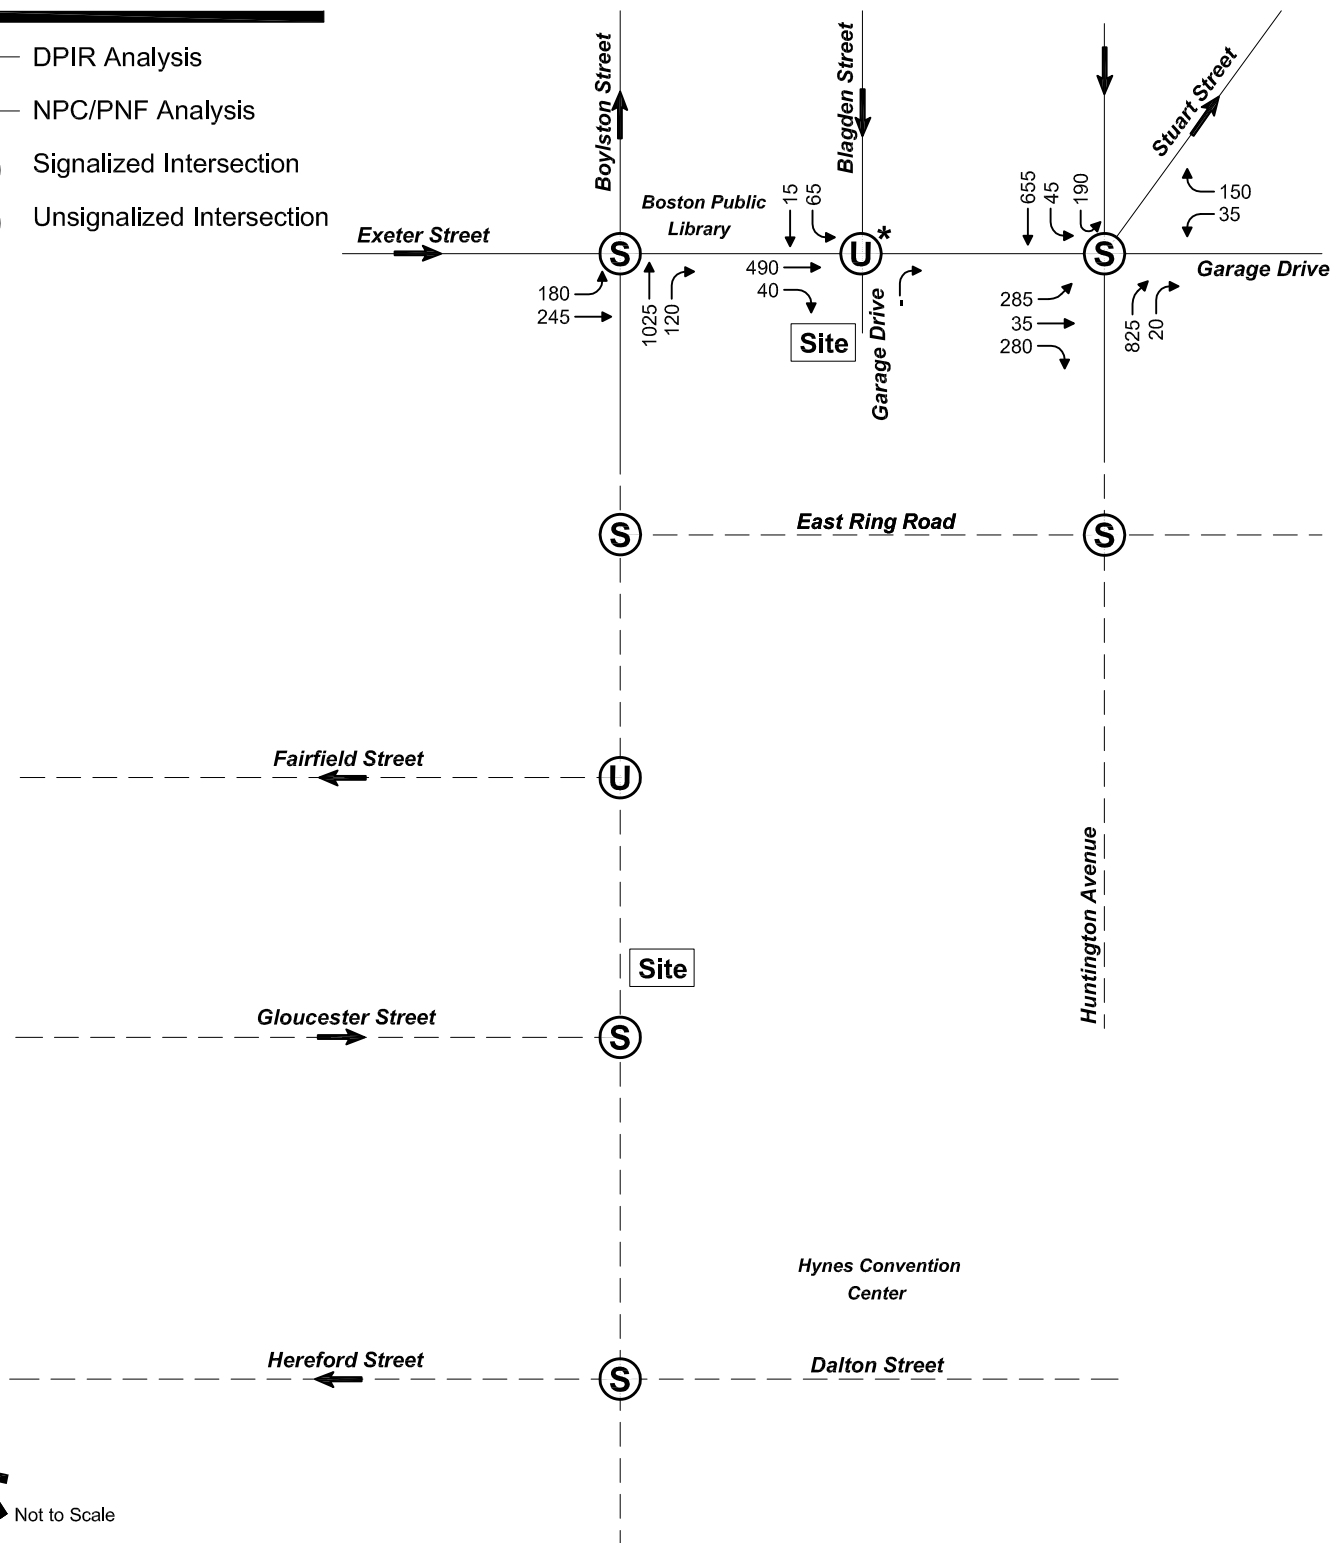 DPIR Analysis
NPC/PNF Analysis
Signalized Intersection
Unsignalized Intersection
Boylston Street
Blagden Street
Stuart Street
Boston Public
Library
Exeter Street
S
180
245
1025
120
15
65
490
40
U
*
Site
Garage Drive
655
45
190
S
150
35
Garage Drive
285
35
280
825
20
S
East Ring Road
S
Fairfield Street
U
Huntington Avenue
Site
Gloucester Street
S
Hynes Convention
Center
Hereford Street
S
Dalton Street
Not to Scale